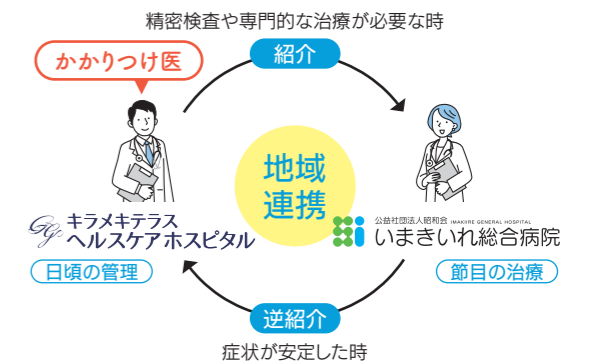 精密検査や専門的な治療が必要な時
紹介
かかりつけ医
地域
連携
キラメキテラス
ヘルスケアホスピタル
日頃の管理
公益社団法人昭和会 IMAKIIRE GENERAL HOSPITAL
いまきいれ総合病院
節目の治療
逆紹介
症状が安定した時